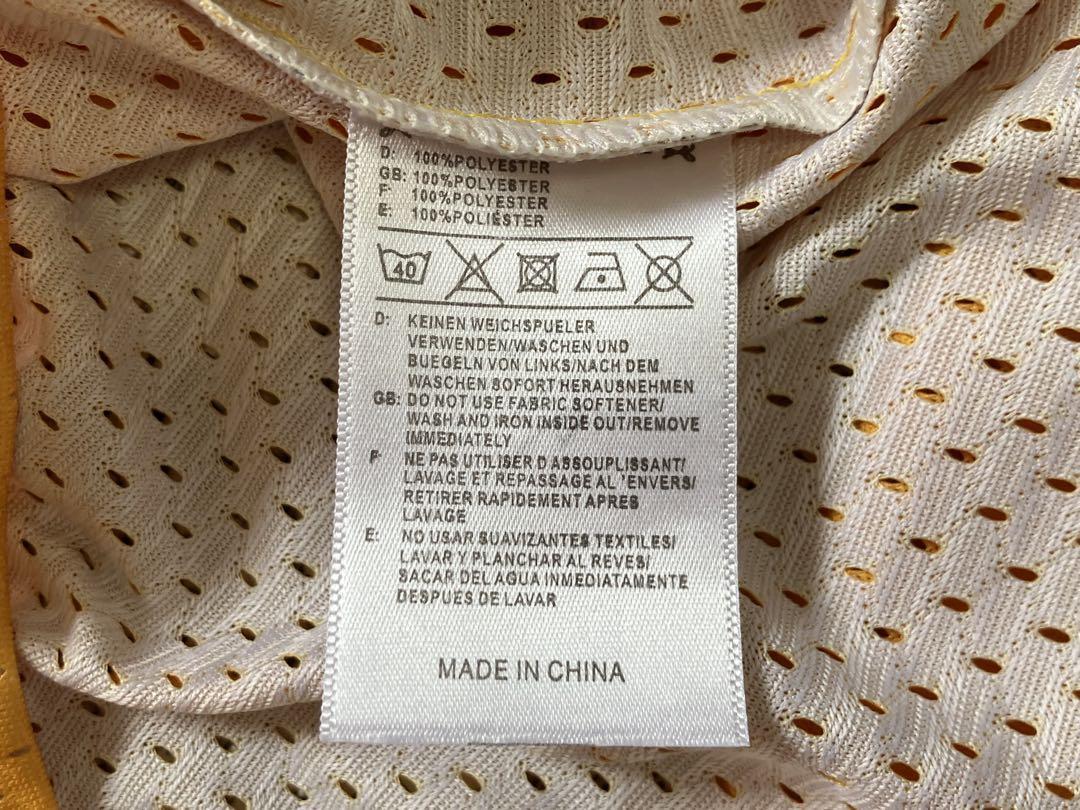 D: 100%POLYESTER
GB: 100%POLYESTER
F: 100%POLYESTER
E: 100%POLIÉSTER
40
D: KEINEN WEICHSPUELER
VERWENDEN/WASCHEN UND
BUEGELN VON LINKS/NACH DEM
WASCHEN SOFORT HERAUSNEHMEN
GB: DO NOT USE FABRIC SOFTENER/
WASH AND IRON INSIDE OUT/REMOVE
IMMEDIATELY
F NE PAS UTILISER D ASSOUPLISSANT/
LAVAGE ET REPASSAGE AL 'ENVERS/
RETIRER RAPIDEMENT APRES
LAVAGE
E: NO USAR SUAVIZANTES TEXTILES/
LAVAR Y PLANCHAR AL REVES/
SACAR DEL AGUA INMEDIATAMENTE
DESPUES DE LAVAR
MADE IN CHINA